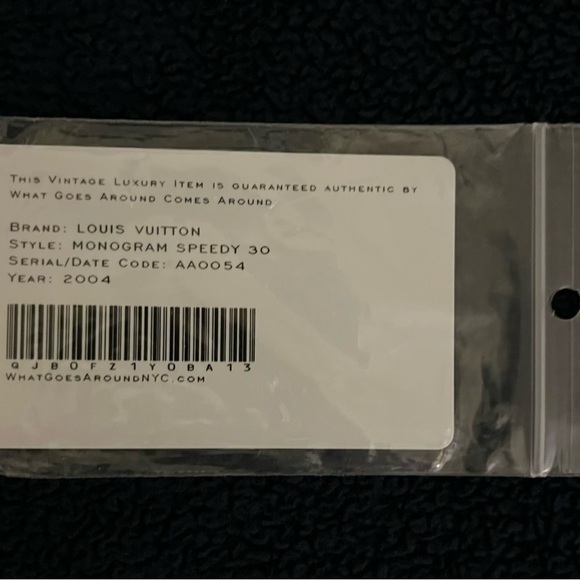 THIS VINTAGE LUXURY ITEM IS GUARANTEED AUTHENTIC BY
WHAT GOES AROUND COMES AROUND
BRAND: LOUIS VUITTON
STYLE: MONOGRAM SPEEDY 30
SERIAL/DATE CODE: AA0054
YEAR: 2004
QJB0FZ1Y0BA13
WHATGOESAROUNDNYC.COM